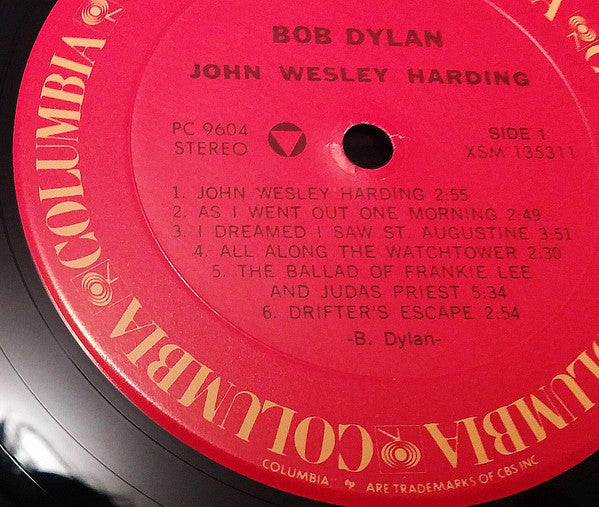 BOB DYLAN
JOHN WESLEY HARDING
PC 9604
STEREO
SIDE 1
XSM 135311
1. JOHN WESLEY HARDING 2:55
2. AS I WENT OUT ONE MORNING 2:49
3. I DREAMED I SAW ST. AUGUSTINE 3:51
4. ALL ALONG THE WATCHTOWER 2:30
5. THE BALLAD OF FRANKIE LEE
AND JUDAS PRIEST 5:34
6. DRIFTER'S ESCAPE 2:54
-B. Dylan-
COLUMBIA
COLUMBIA
COLUMBIA
COLUMBIA
"COLUMBIA" ARE TRADEMARKS OF CBS INC